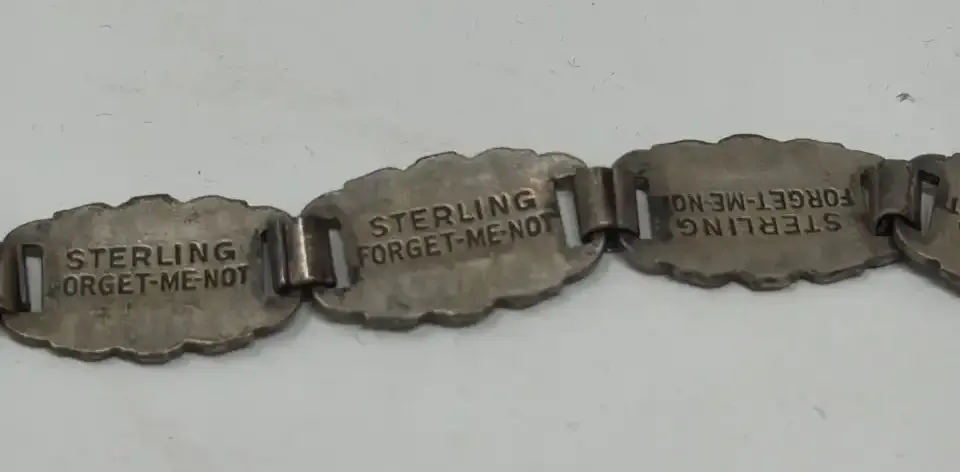 STERLING
ORGET-ME-NOT
STERLING
FORGET-ME-NOT
STERLING
FORGET-ME-NO